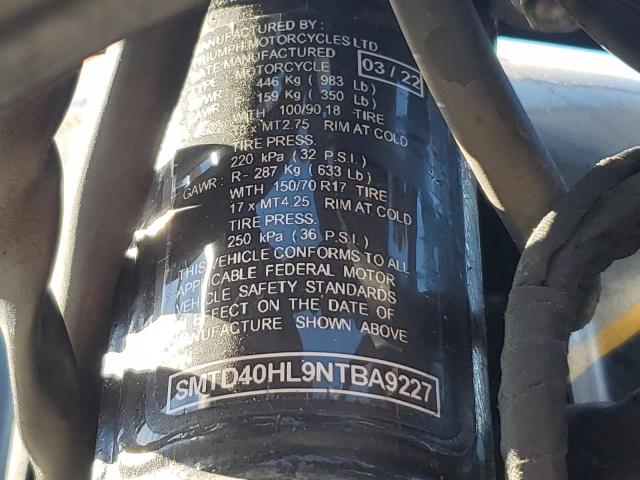 MANUFACTURED BY:
TRIUMPH MOTORCYCLES LTD
DATE MANUFACTURED 03/22
TYPE MOTORCYCLE
446 Kg (983 Lb)
GAWR F 159 Kg (350 Lb)
WITH 100/90 18 TIRE
MT2.75 RIM AT COLD
TIRE PRESS.
220 kPa (32 P.S.I.)
GAWR: R- 287 Kg (633 Lb)
WITH 150/70 R17 TIRE
17 x MT4.25 RIM AT COLD
TIRE PRESS.
250 kPa (36 P.S.I.)
THIS VEHICLE CONFORMS TO ALL
APPLICABLE FEDERAL MOTOR
VEHICLE SAFETY STANDARDS
EFFECT ON THE DATE OF
MANUFACTURE SHOWN ABOVE
SMTD40HL9NTBA9227